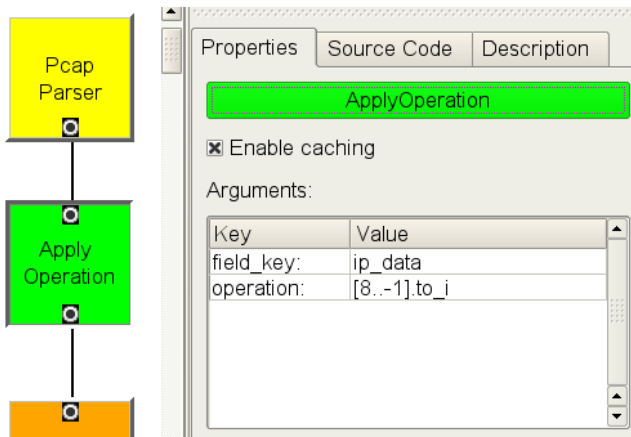 Pcap
Parser
Apply
Operation
Properties
Source Code
Description
ApplyOperation
Enable caching
Arguments:
Key Value
field_key: ip_data
operation: [8..-1].to_i